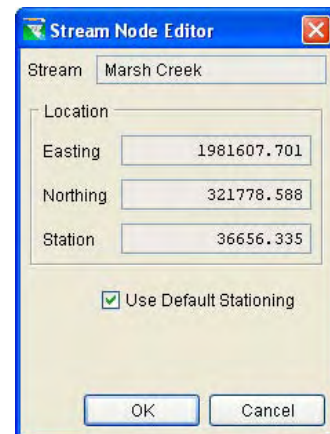 Stream Node Editor
Stream Marsh Creek
Location
Easting 1981607.701
Northing 321778.588
Station 36656.335
Use Default Stationing
OK Cancel